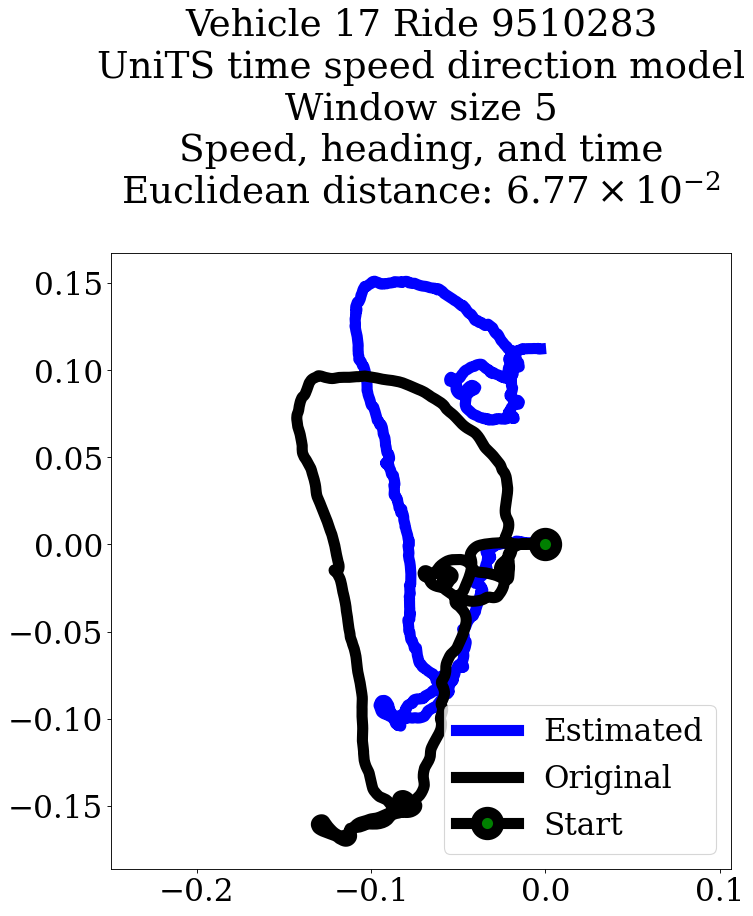 Vehicle 17 Ride 9510283
UniTS time speed direction model
Window size 5
Speed, heading, and time
Euclidean distance: 6.77 × 10⁻²
0.15
0.10
0.05
0.00
−0.05
−0.10
−0.15
Estimated
Original
Start
−0.2
−0.1
0.0
0.1